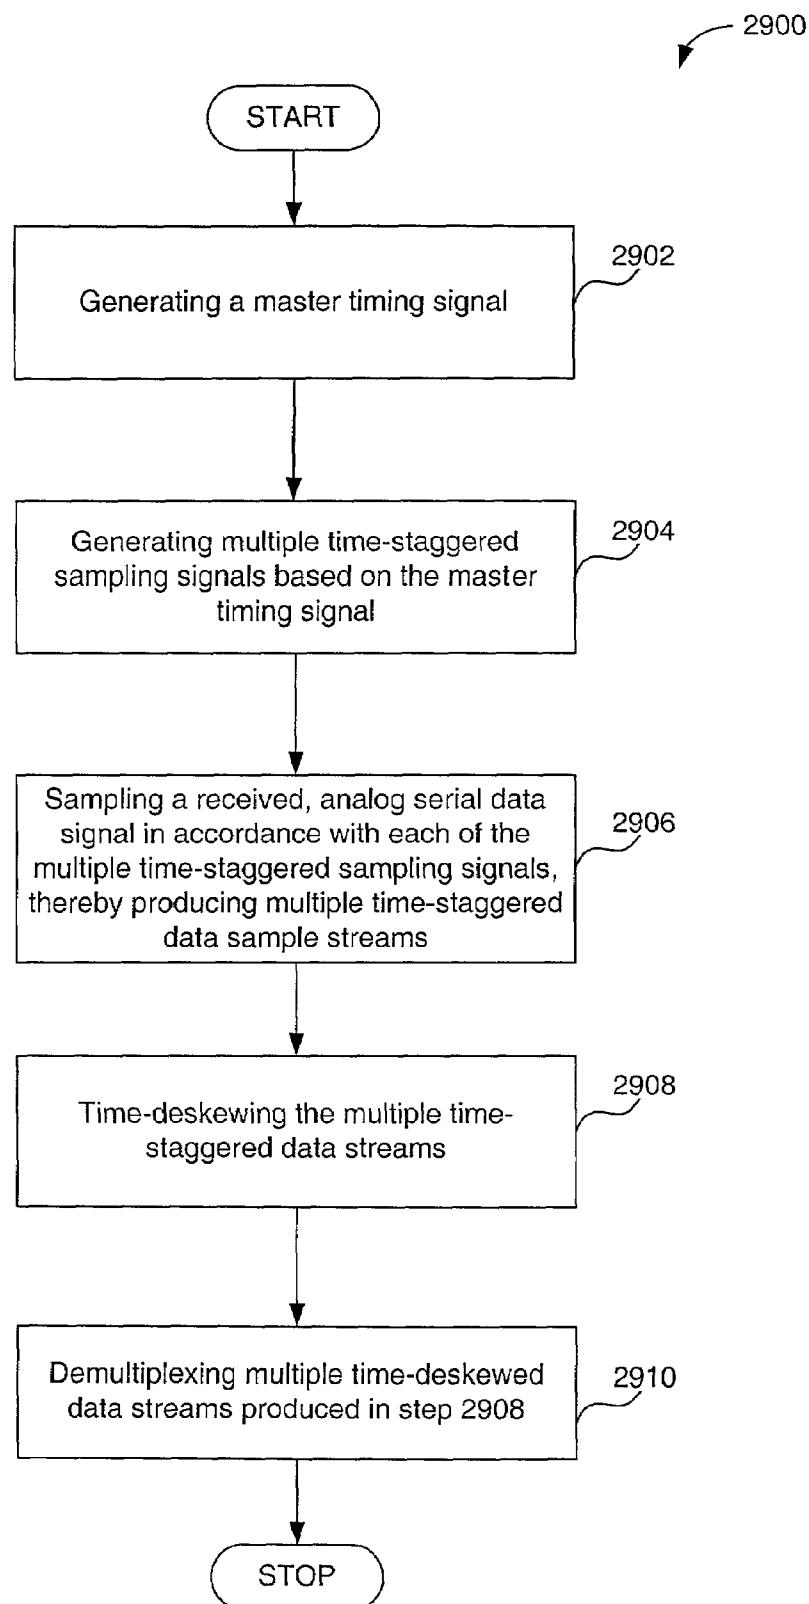 2900
START
Generating a master timing signal
2902
Generating multiple time-staggered
sampling signals based on the master
timing signal
2904
Sampling a received, analog serial data
signal in accordance with each of the
multiple time-staggered sampling signals,
thereby producing multiple time-staggered
data sample streams
2906
Time-deskewing the multiple time-
staggered data streams
2908
Demultiplexing multiple time-deskewed
data streams produced in step 2908
2910
STOP